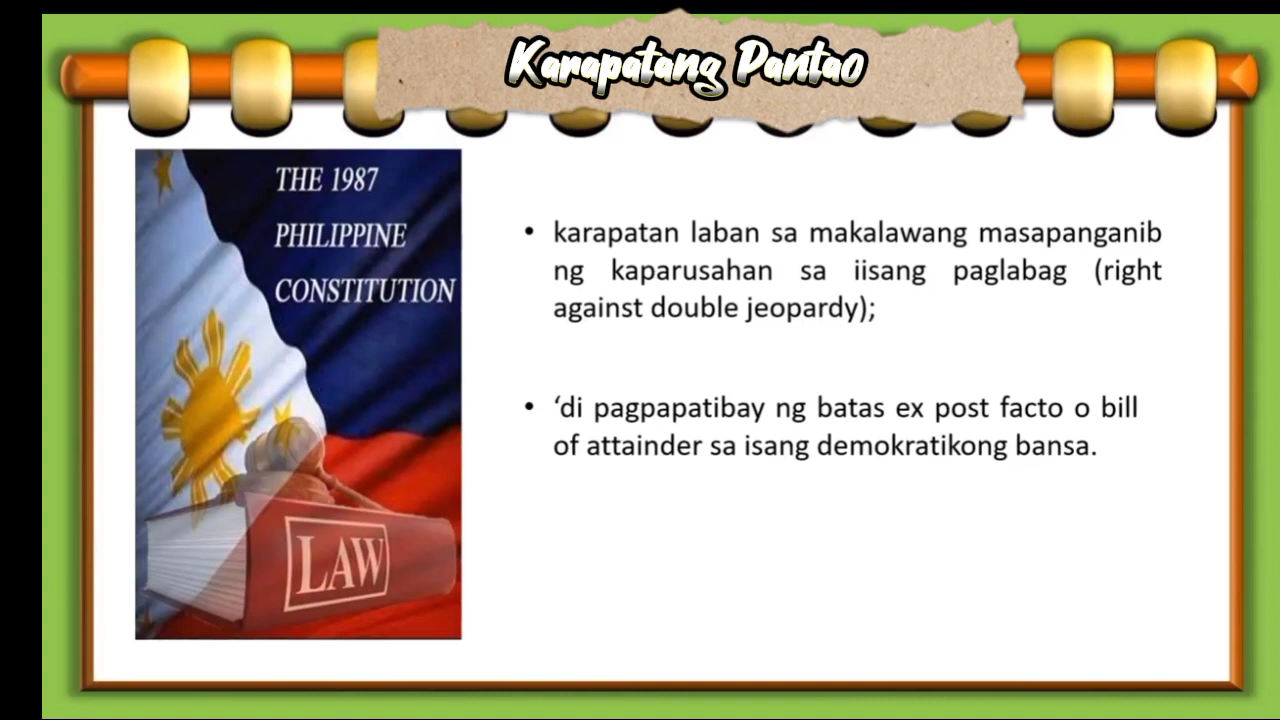 Karapatang Pantao
THE 1987
PHILIPPINE
CONSTITUTION
LAW
• karapatan laban sa makalawang masapanganib
ng kaparusahan sa iisang paglabag (right
against double jeopardy);
• ‘di pagpapatibay ng batas ex post facto o bill
of attainder sa isang demokratikong bansa.